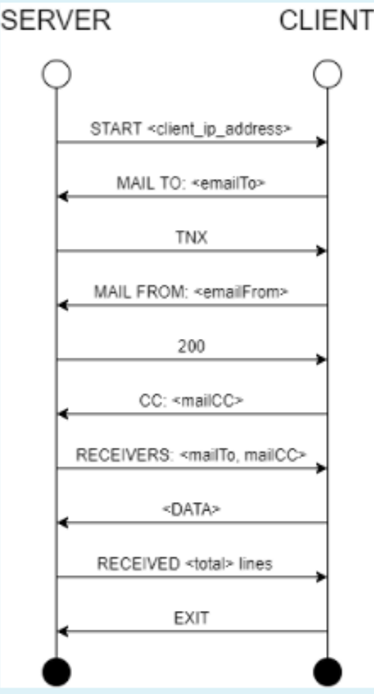 SERVER
CLIENT
START <client_ip_address>
MAIL TO: <emailTo>
TNX
MAIL FROM: <emailFrom>
200
CC: <mailCC>
RECEIVERS: <mailTo, mailCC>
<DATA>
RECEIVED <total> lines
EXIT